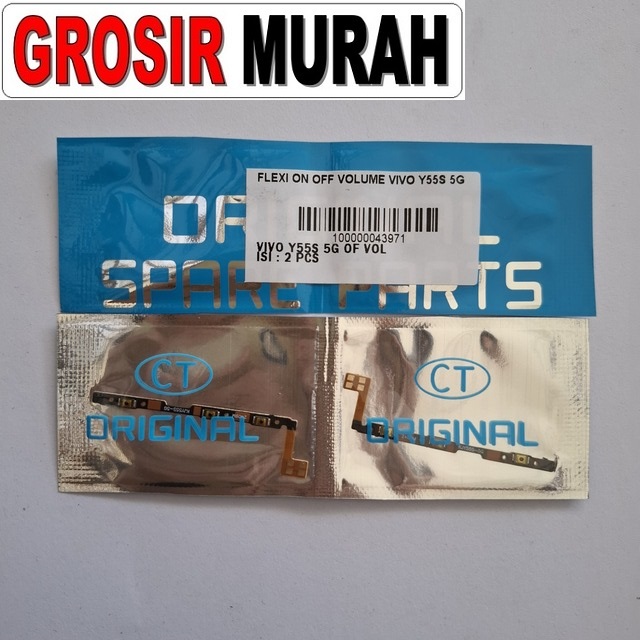 GROSIR MURAH
FLEXI ON OFF VOLUME VIVO Y55S 5G
100000043971
VIVO Y55S 5G OF VOL
ISI : 2 PCS
SPARE PARTS
CT
ORIGINAL
CT
ORIGINAL